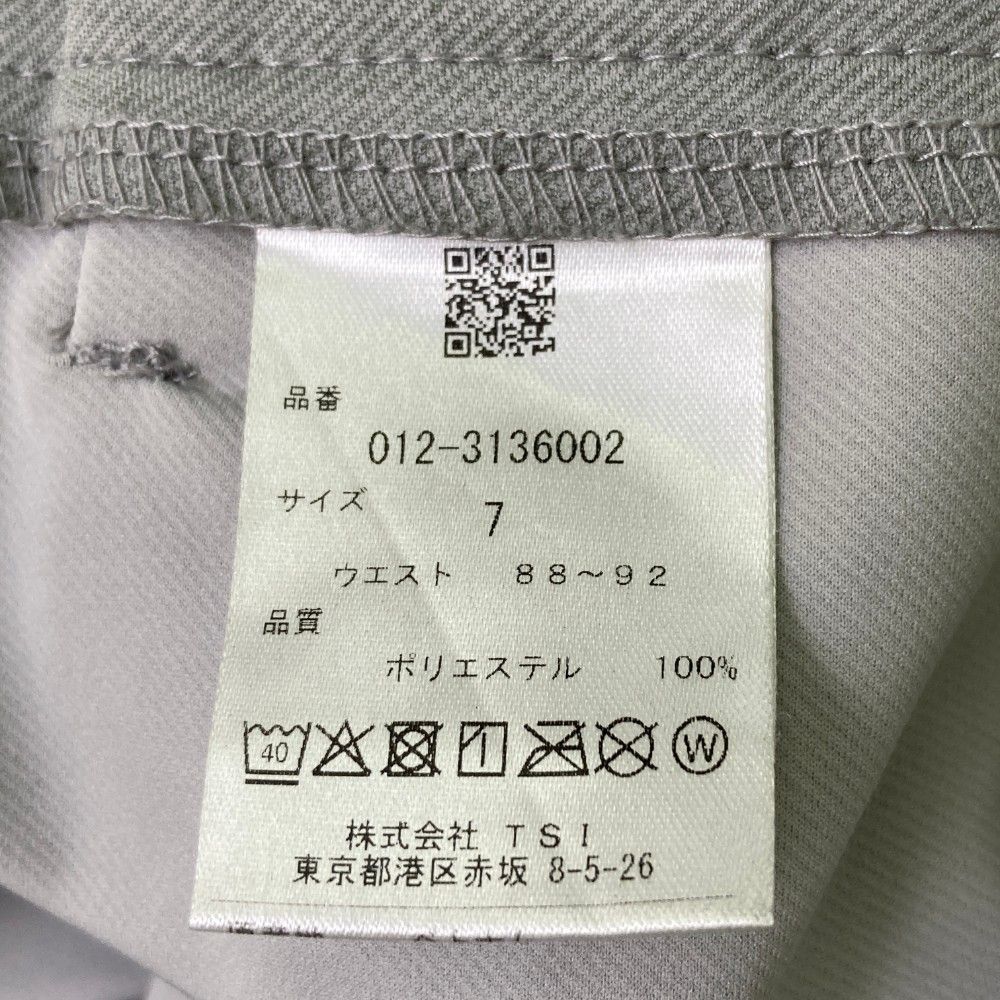 品番
012-3136002
サイズ
7
ウエスト 88～92
品質
ポリエステル 100%
40
W
株式会社 TSI
東京都港区赤坂 8-5-26